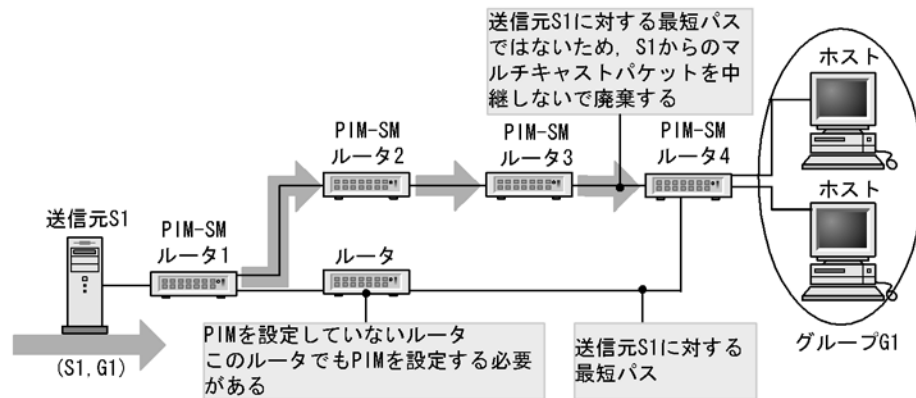 送信元S1に対する最短パス
ではないため，S1からのマ
ルチキャストパケットを中
継しないで廃棄する
ホスト
PIM-SM
ルータ2
PIM-SM
ルータ3
PIM-SM
ルータ4
ホスト
送信元S1
PIM-SM
ルータ1
ルータ
PIMを設定していないルータ
このルータでもPIMを設定する必要
がある
送信元S1に対する
最短パス
グループG1
(S1,G1)